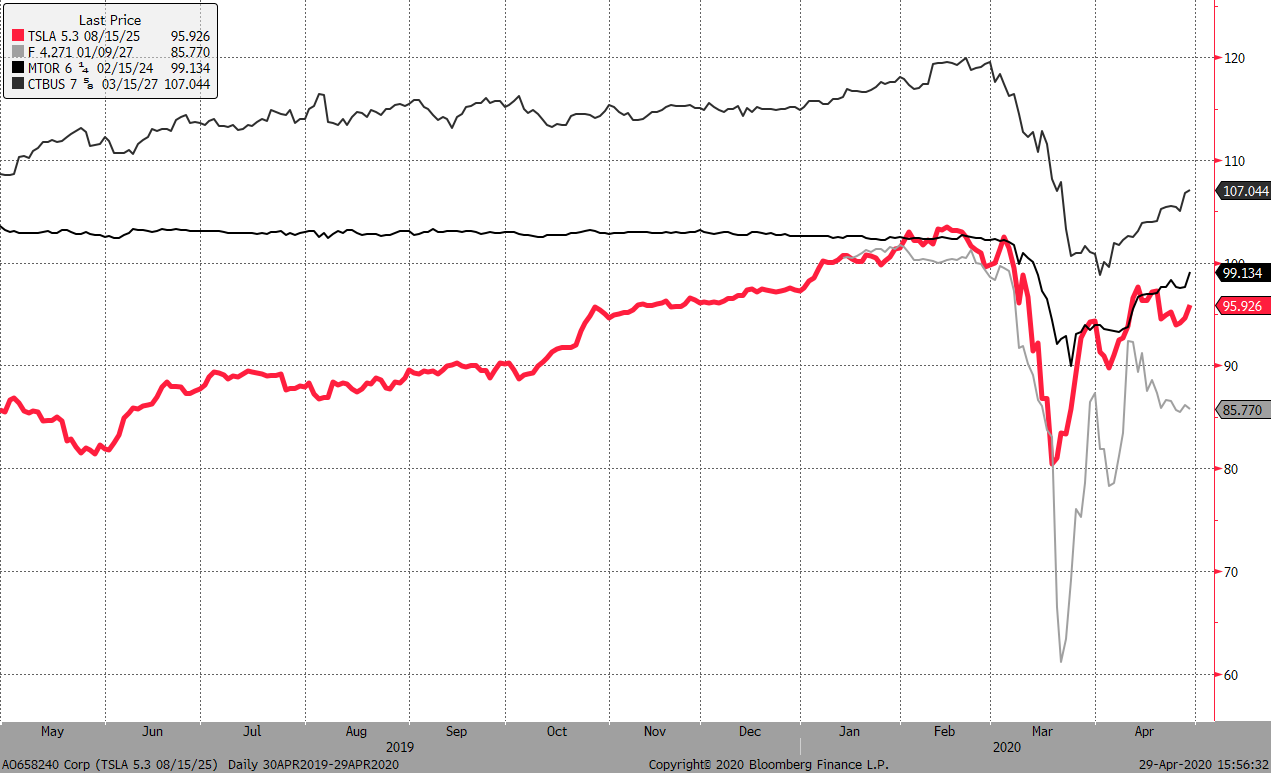 Last Price
TSLA 5.3 08/15/25 95.926
F 4.271 01/09/27 85.770
MTOR 6 ¼ 02/15/24 99.134
CTBUS 7 ⅝ 03/15/27 107.044
120
110
107.044
100
99.134
95.926
90
85.770
80
70
60
May Jun Jul Aug Sep Oct Nov Dec Jan Feb Mar Apr
2019 2020
AO658240 Corp (TSLA 5.3 08/15/25) Daily 30APR2019-29APR2020 Copyright© 2020 Bloomberg Finance L.P. 29-Apr-2020 15:56:32